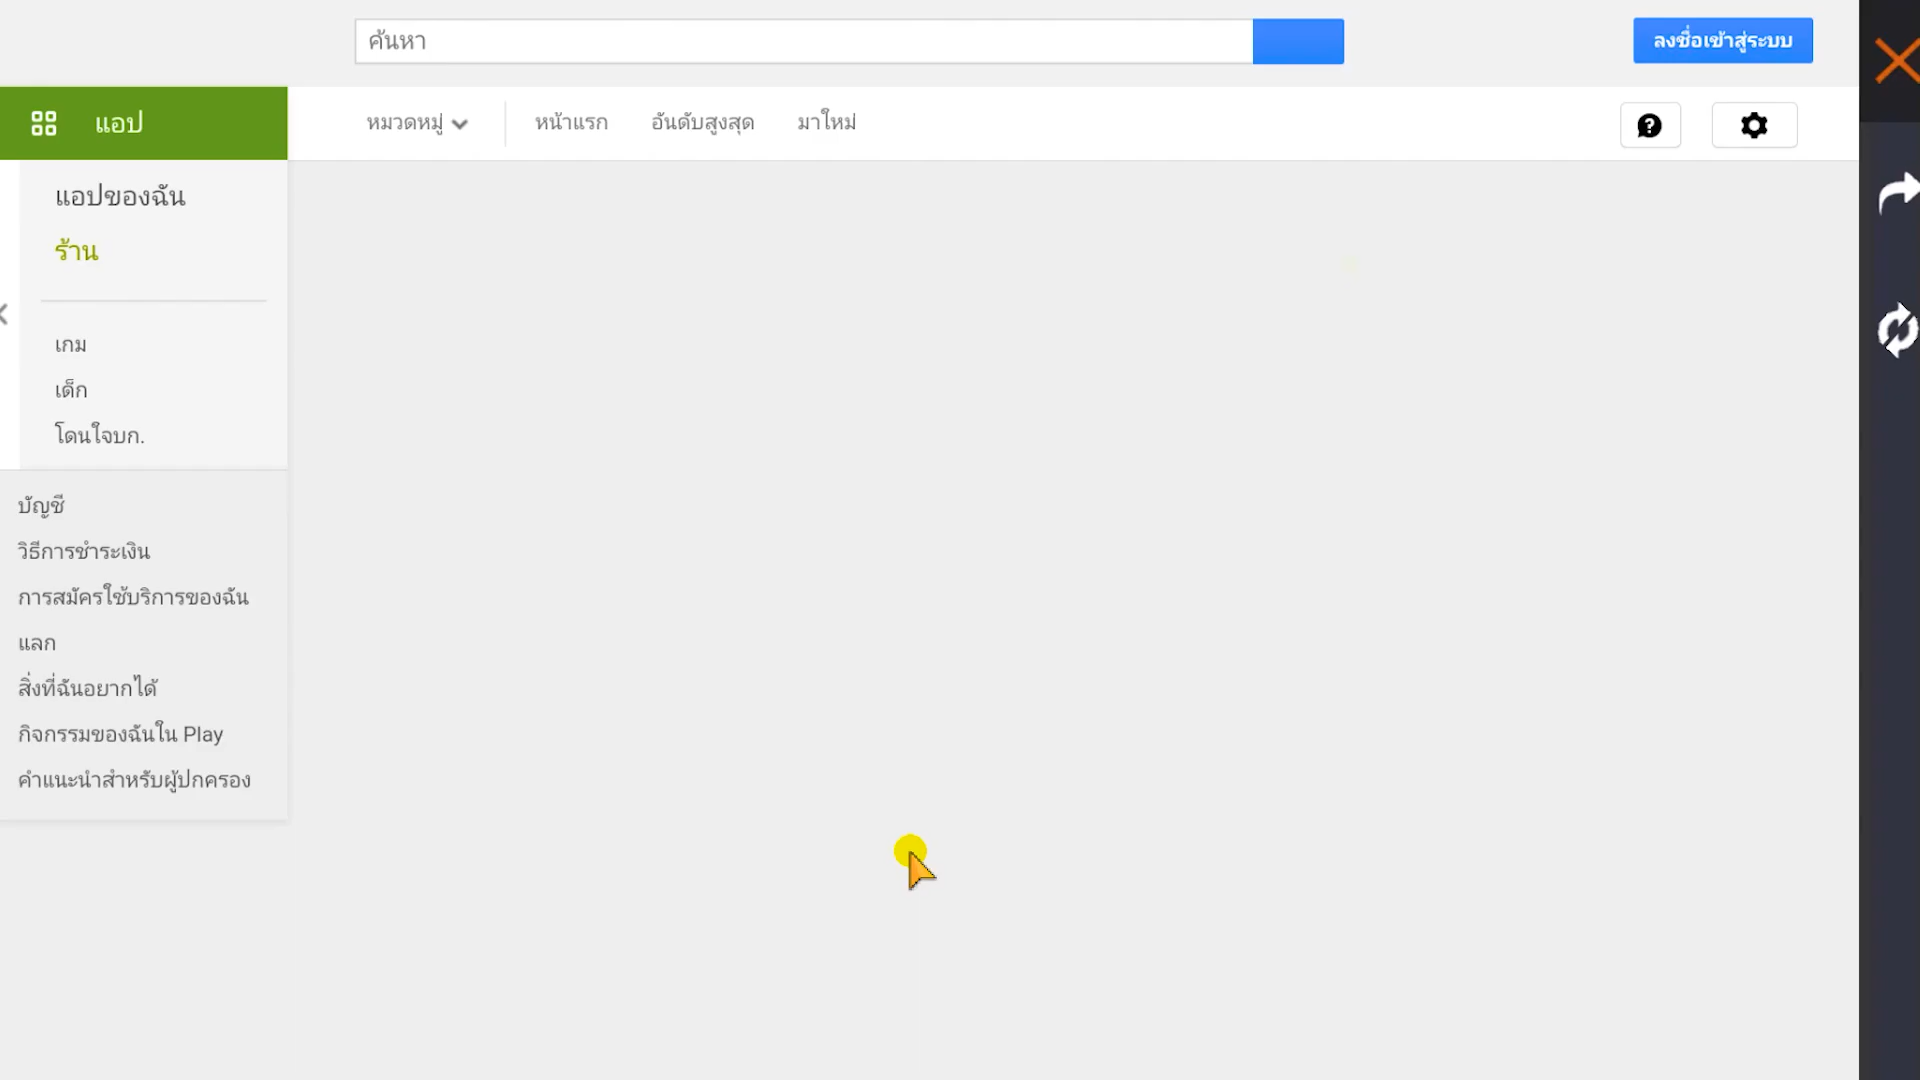 ค้นหา
ลงชื่อเข้าสู่ระบบ
แอป
หมวดหมู่
หน้าแรก
อันดับสูงสุด
มาใหม่
แอปของฉัน
ร้าน
เกม
เด็ก
โดนใจบก.
บัญชี
วิธีการชำระเงิน
การสมัครใช้บริการของฉัน
แลก
สิ่งที่ฉันอยากได้
กิจกรรมของฉันใน Play
คำแนะนำสำหรับผู้ปกครอง